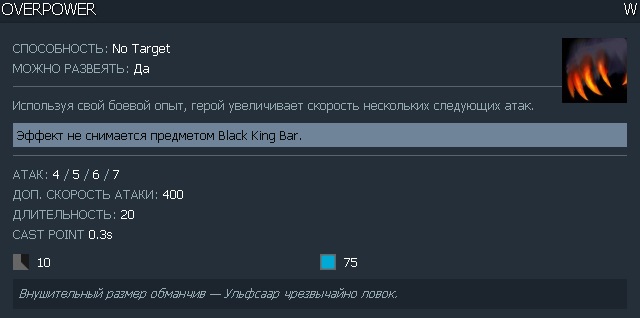 OVERPOWER W
СПОСОБНОСТЬ: No Target
МОЖНО РАЗВЕЯТЬ: Да
Используя свой боевой опыт, герой увеличивает скорость нескольких следующих атак.
Эффект не снимается предметом Black King Bar.
АТАК: 4 / 5 / 6 / 7
ДОП. СКОРОСТЬ АТАКИ: 400
ДЛИТЕЛЬНОСТЬ: 20
CAST POINT 0.3s
10 75
Внушительный размер обманчив — Ульфсаар чрезвычайно ловок.